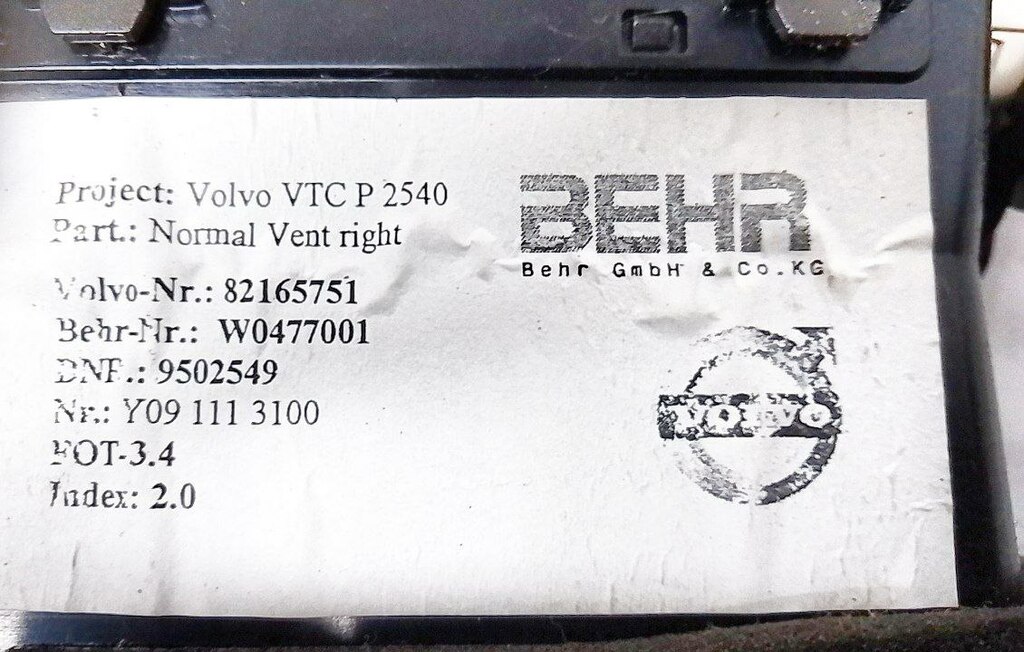 Project: Volvo VTC P 2540
Part.: Normal Vent right
Volvo-Nr.: 82165751
Behr-Nr.: W0477001
DNF.: 9502549
Nr.: Y09 111 3100
FOT-3.4
Index: 2.0
BEHR
Behr GmbH & Co.KG
VOLVO